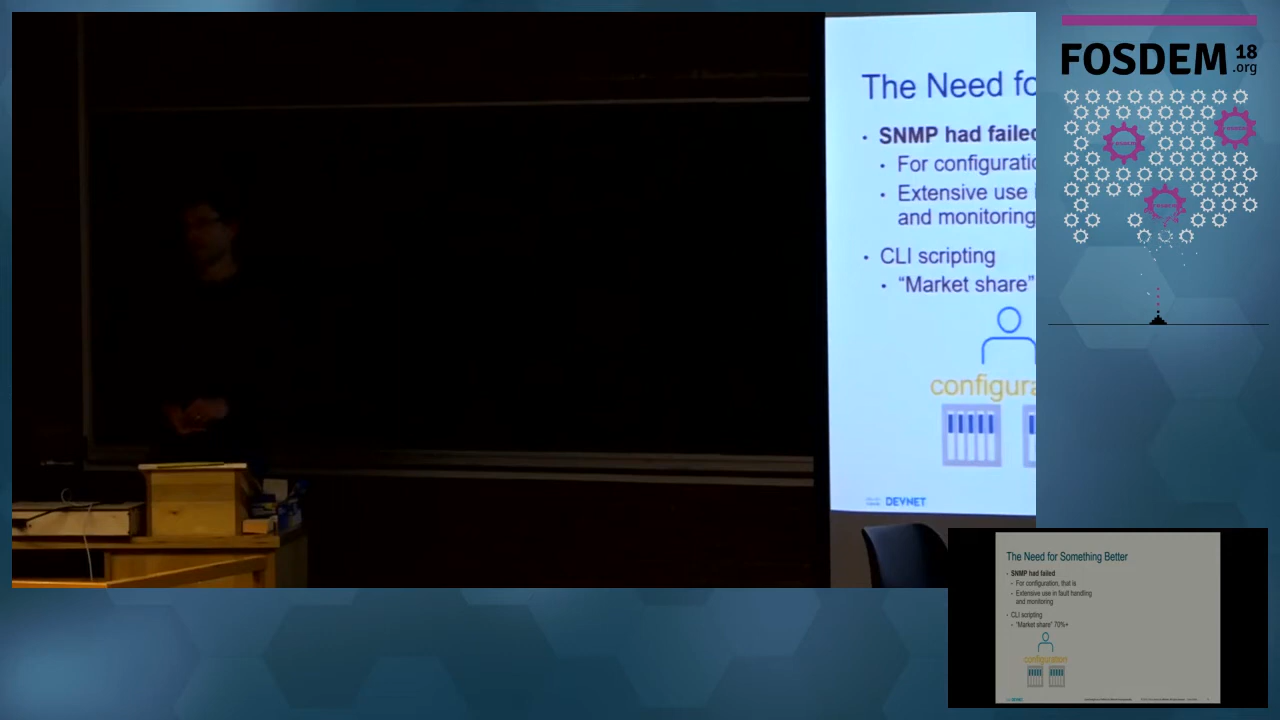 The Need fo
SNMP had failed
For configuratio
Extensive use i
and monitoring
CLI scripting
“Market share”
configura
DEVNET
FOSDEM 18
.org
The Need for Something Better
SNMP had failed
For configuration, that is
Extensive use in fault handling
and monitoring
CLI scripting
“Market share” 70%+
configuration